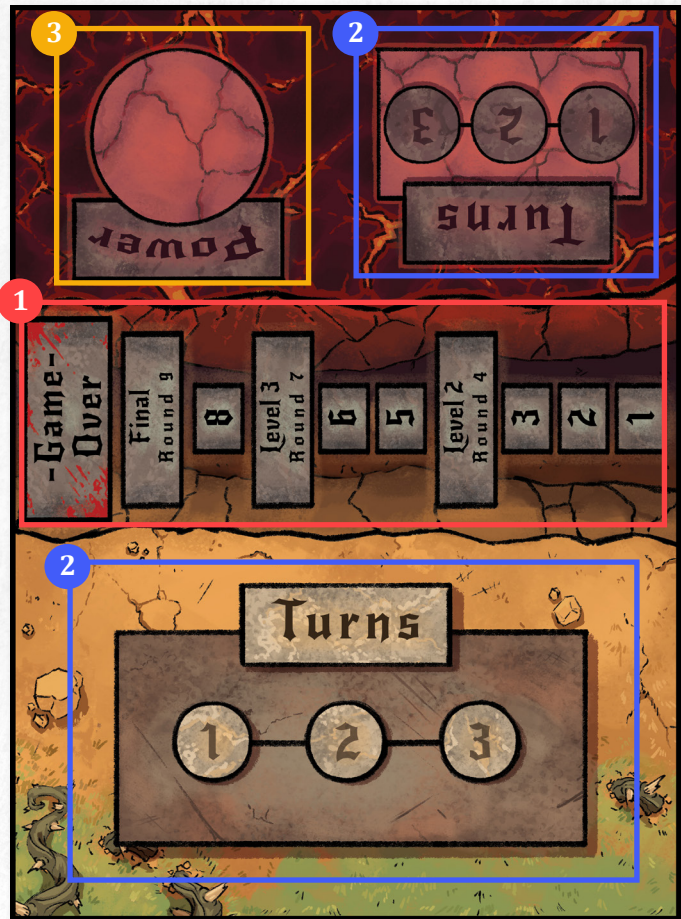 3
2
3 2 1
Power
Turns
1
-Game-
Over
Final
Round 9
8
Level 3
Round 7
6
5
Level 2
Round 4
3
2
1
2
Turns
1 2 3